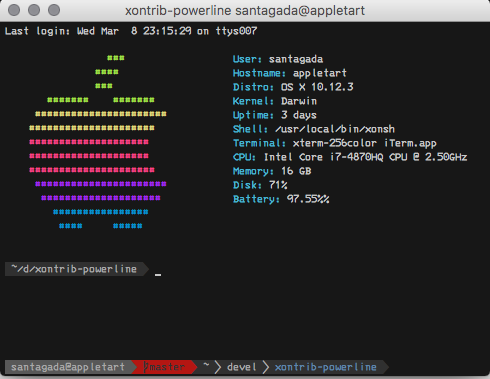 xontrib-powerline santagada@appletart
Last login: Wed Mar  8 23:15:29 on ttys007
###
####
###
#######    #######
######################
#####################
####################
####################
#####################
######################
####################
################
####     #####
User: santagada
Hostname: appletart
Distro: OS X 10.12.3
Kernel: Darwin
Uptime: 3 days
Shell: /usr/local/bin/xonsh
Terminal: xterm-256color iTerm.app
CPU: Intel Core i7-4870HQ CPU @ 2.50GHz
Memory: 16 GB
Disk: 71%
Battery: 97.55%%
~/d/xontrib-powerline
santagada@appletart master ~ devel xontrib-powerline